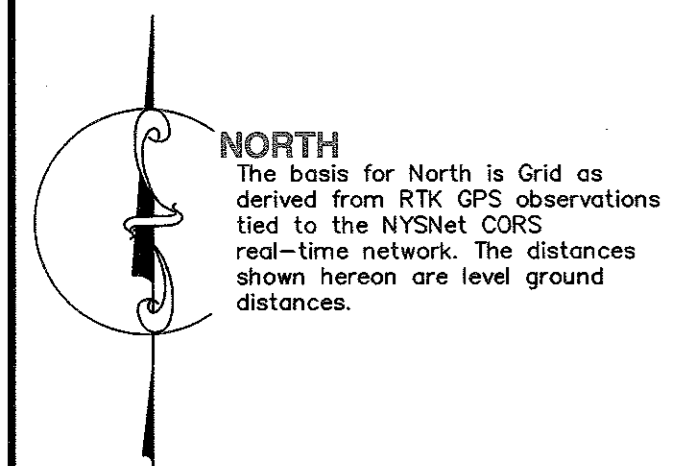 NORTH
The basis for North is Grid as
derived from RTK GPS observations
tied to the NYSNet CORS
real-time network. The distances
shown hereon are level ground
distances.